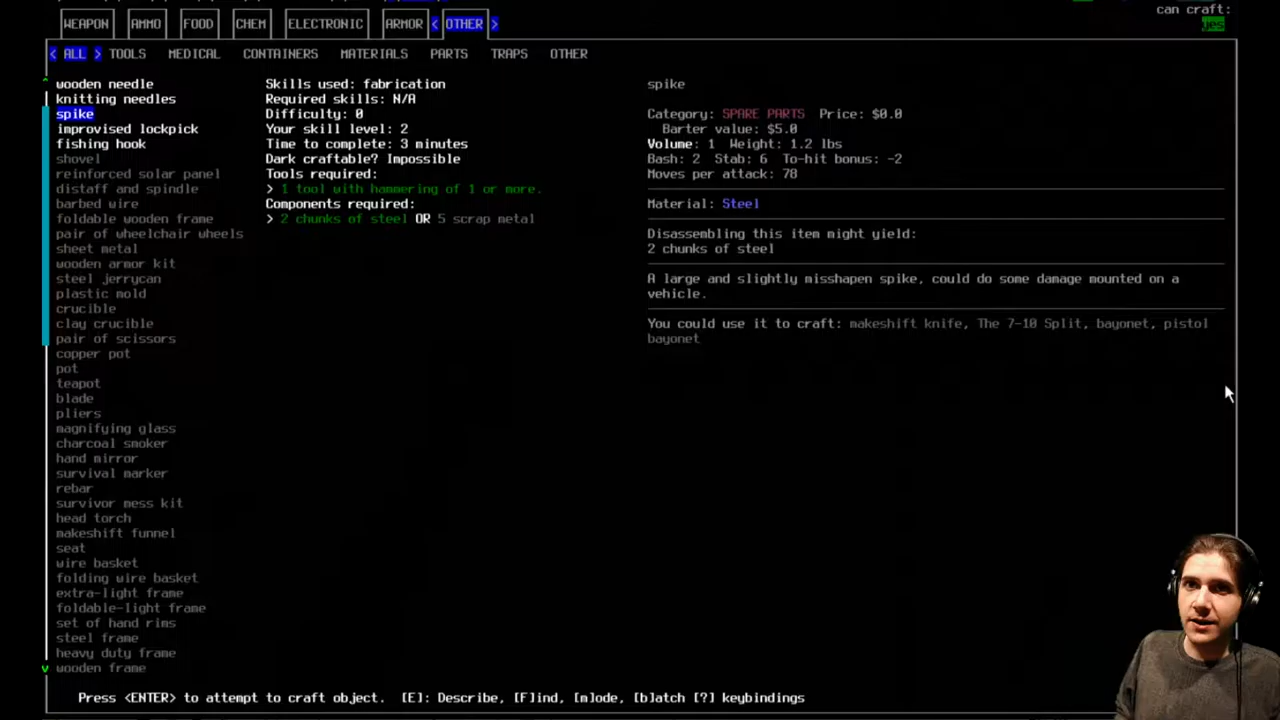 can craft:
WEAPON AMMO FOOD CHEM ELECTRONIC ARMOR < OTHER > yes
< ALL > TOOLS MEDICAL CONTAINERS MATERIALS PARTS TRAPS OTHER
wooden needle
knitting needles
spike
improvised lockpick
fishing hook
shovel
reinforced solar panel
distaff and spindle
barbed wire
foldable wooden frame
pair of wheelchair wheels
sheet metal
wooden armor kit
steel jerrycan
plastic mold
crucible
clay crucible
pair of scissors
copper pot
pot
teapot
blade
pliers
magnifying glass
charcoal smoker
hand mirror
survival marker
rebar
survivor mess kit
head torch
makeshift funnel
seat
wire basket
folding wire basket
extra-light frame
foldable-light frame
set of hand rims
steel frame
heavy duty frame
v wooden frame
Skills used: fabrication
Required skills: N/A
Difficulty: 0
Your skill level: 2
Time to complete: 3 minutes
Dark craftable? Impossible
Tools required:
> 1 tool with hammering of 1 or more.
Components required:
> 2 chunks of steel OR 5 scrap metal
spike
Category: SPARE PARTS Price: $0.0
Barter value: $5.0
Volume: 1 Weight: 1.2 lbs
Bash: 2 Stab: 6 To-hit bonus: -2
Moves per attack: 78
Material: Steel
Disassembling this item might yield:
2 chunks of steel
A large and slightly misshapen spike, could do some damage mounted on a
vehicle.
You could use it to craft: makeshift knife, The 7-10 Split, bayonet, pistol
bayonet
Press <ENTER> to attempt to craft object. [E]: Describe, [F]ind, [m]ode, [b]atch [?] keybindings